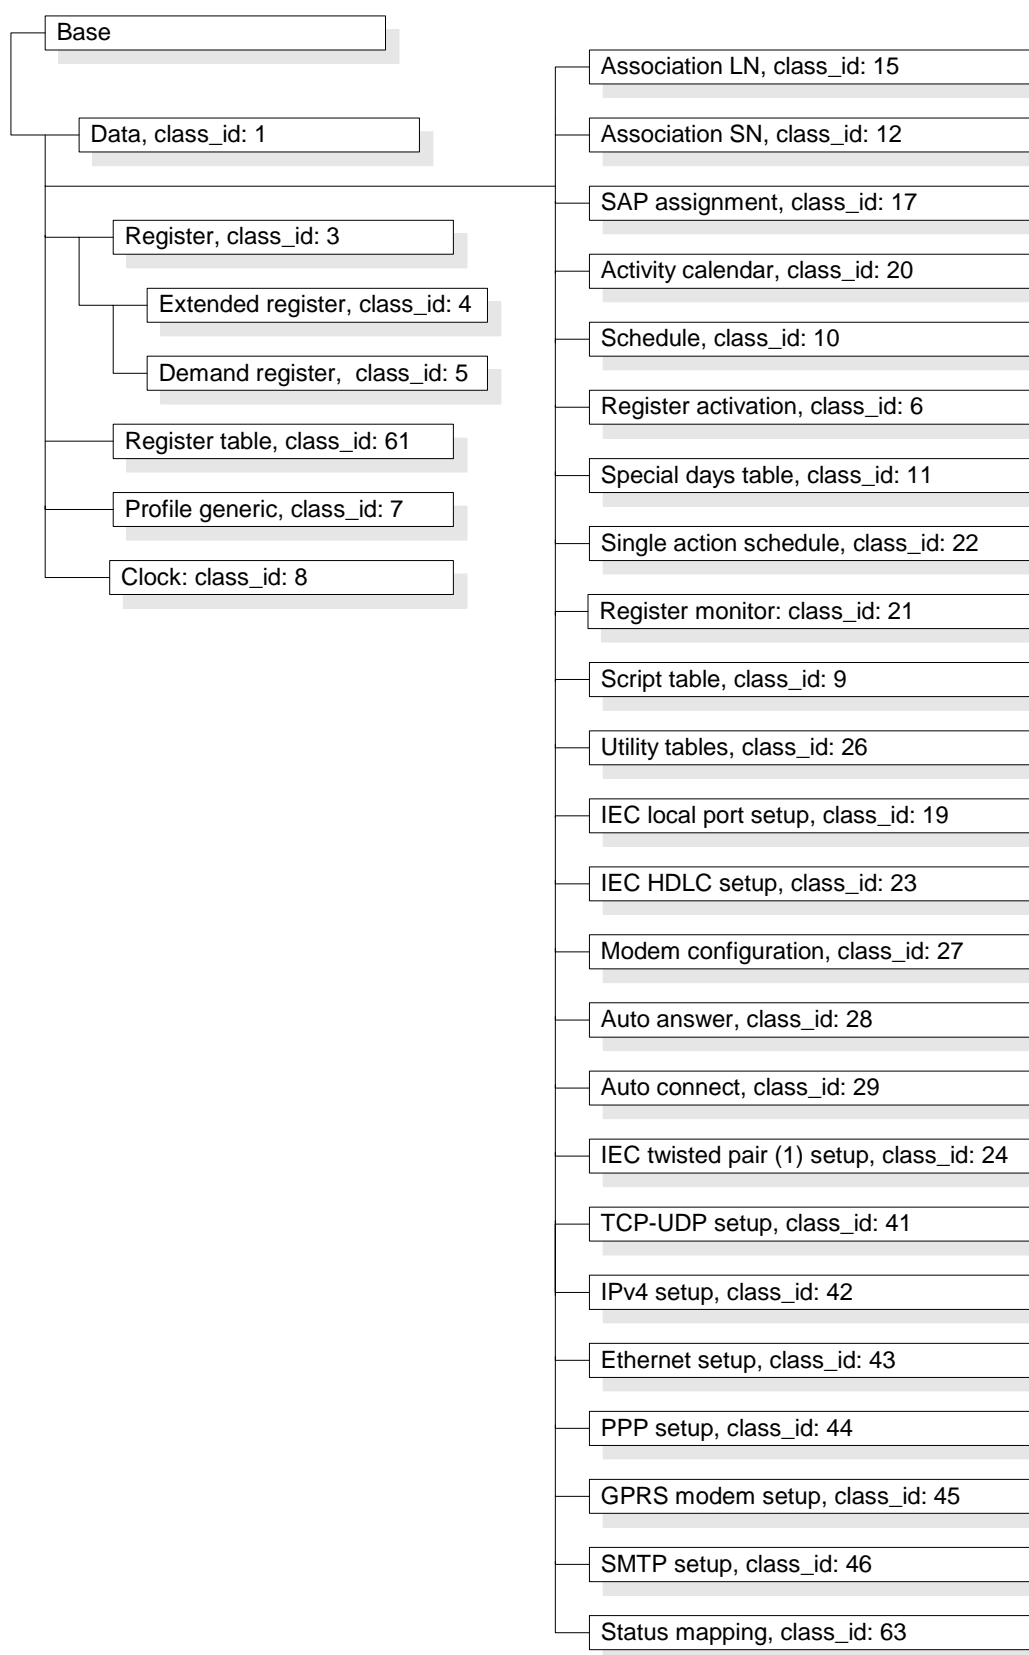 Base
Data, class_id: 1
Register, class_id: 3
Extended register, class_id: 4
Demand register,  class_id: 5
Register table, class_id: 61
Profile generic, class_id: 7
Clock: class_id: 8
Association LN, class_id: 15
Association SN, class_id: 12
SAP assignment, class_id: 17
Activity calendar, class_id: 20
Schedule, class_id: 10
Register activation, class_id: 6
Special days table, class_id: 11
Single action schedule, class_id: 22
Register monitor: class_id: 21
Script table, class_id: 9
Utility tables, class_id: 26
IEC local port setup, class_id: 19
IEC HDLC setup, class_id: 23
Modem configuration, class_id: 27
Auto answer, class_id: 28
Auto connect, class_id: 29
IEC twisted pair (1) setup, class_id: 24
TCP-UDP setup, class_id: 41
IPv4 setup, class_id: 42
Ethernet setup, class_id: 43
PPP setup, class_id: 44
GPRS modem setup, class_id: 45
SMTP setup, class_id: 46
Status mapping, class_id: 63